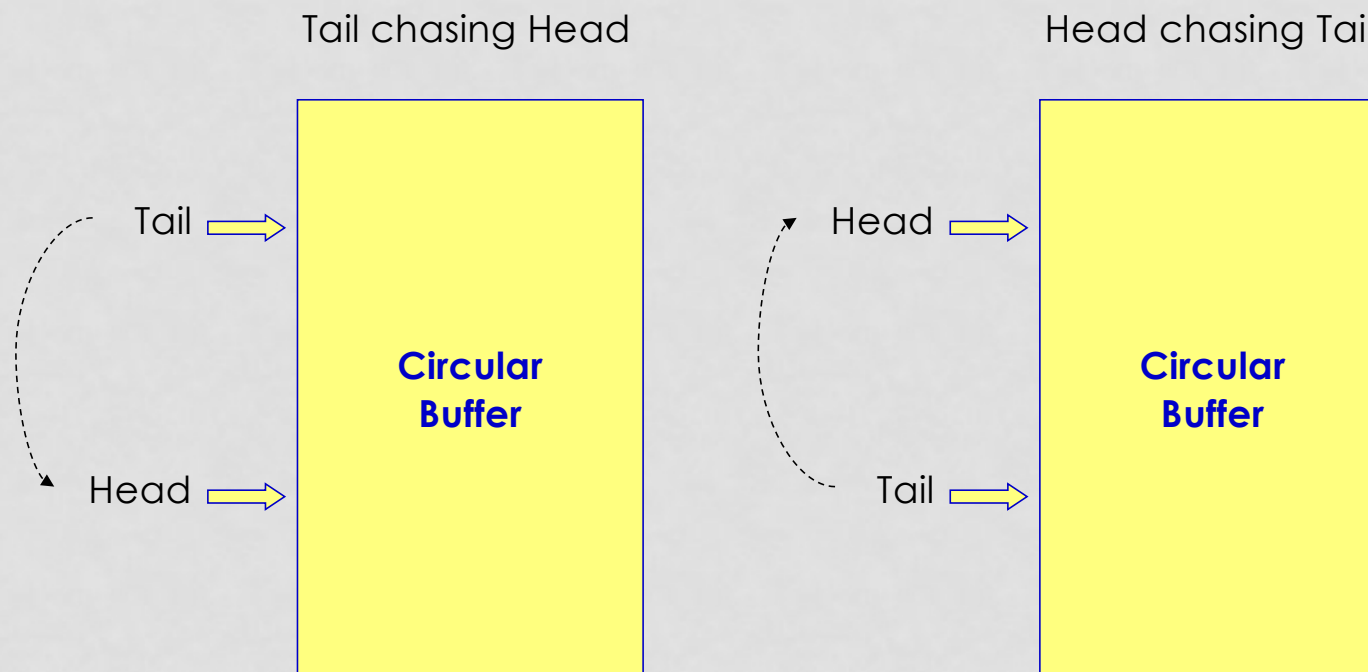 Tail chasing Head
Tail
Circular
Buffer
Head
Head chasing Tai
Head
Circular
Buffer
Tail